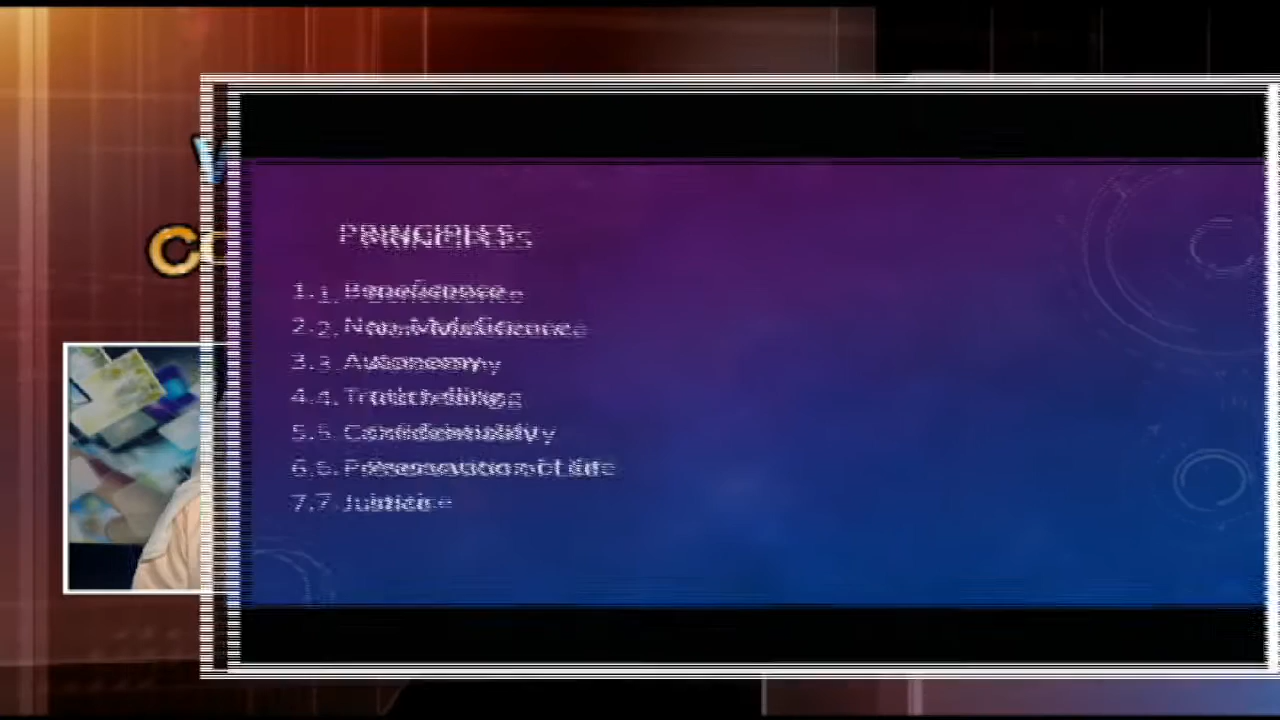 V
CO
PRINCIPLES
1. Beneficence
2. Non Maleficence
3. Autonomy
4. Truth telling
5. Confidentiality
6. Preservation of Life
7. Justice